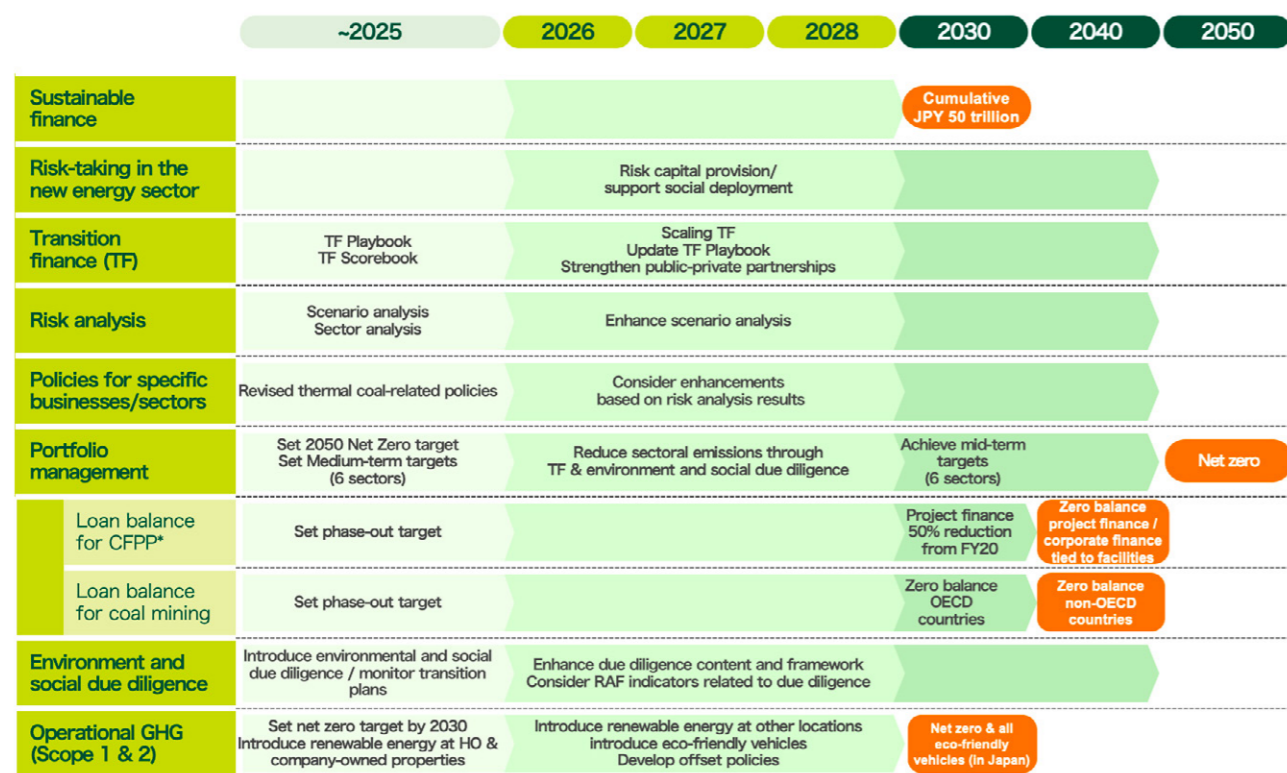 ~2025
2026
2027
2028
2030
2040
2050
Sustainable
finance
Cumulative
JPY 50 trillion
Risk-taking in the
new energy sector
Risk capital provision/
support social deployment
Transition
finance (TF)
TF Playbook
TF Scorebook
Scaling TF
Update TF Playbook
Strengthen public-private partnerships
Risk analysis
Scenario analysis
Sector analysis
Enhance scenario analysis
Policies for specific
businesses/sectors
Revised thermal coal-related policies
Consider enhancements
based on risk analysis results
Portfolio
management
Set 2050 Net Zero target
Set Medium-term targets
(6 sectors)
Reduce sectoral emissions through
TF & environment and social due diligence
Achieve mid-term
targets
(6 sectors)
Net zero
Loan balance
for CFPP*
Set phase-out target
Project finance
50% reduction
from FY20
Zero balance
project finance /
corporate finance
tied to facilities
Loan balance
for coal mining
Set phase-out target
Zero balance
OECD
countries
Zero balance
non-OECD
countries
Environment and
social due diligence
Introduce environmental and social
due diligence / monitor transition
plans
Enhance due diligence content and framework
Consider RAF indicators related to due diligence
Operational GHG
(Scope 1 & 2)
Set net zero target by 2030
Introduce renewable energy at HO &
company-owned properties
Introduce renewable energy at other locations
introduce eco-friendly vehicles
Develop offset policies
Net zero & all
eco-friendly
vehicles (In Japan)